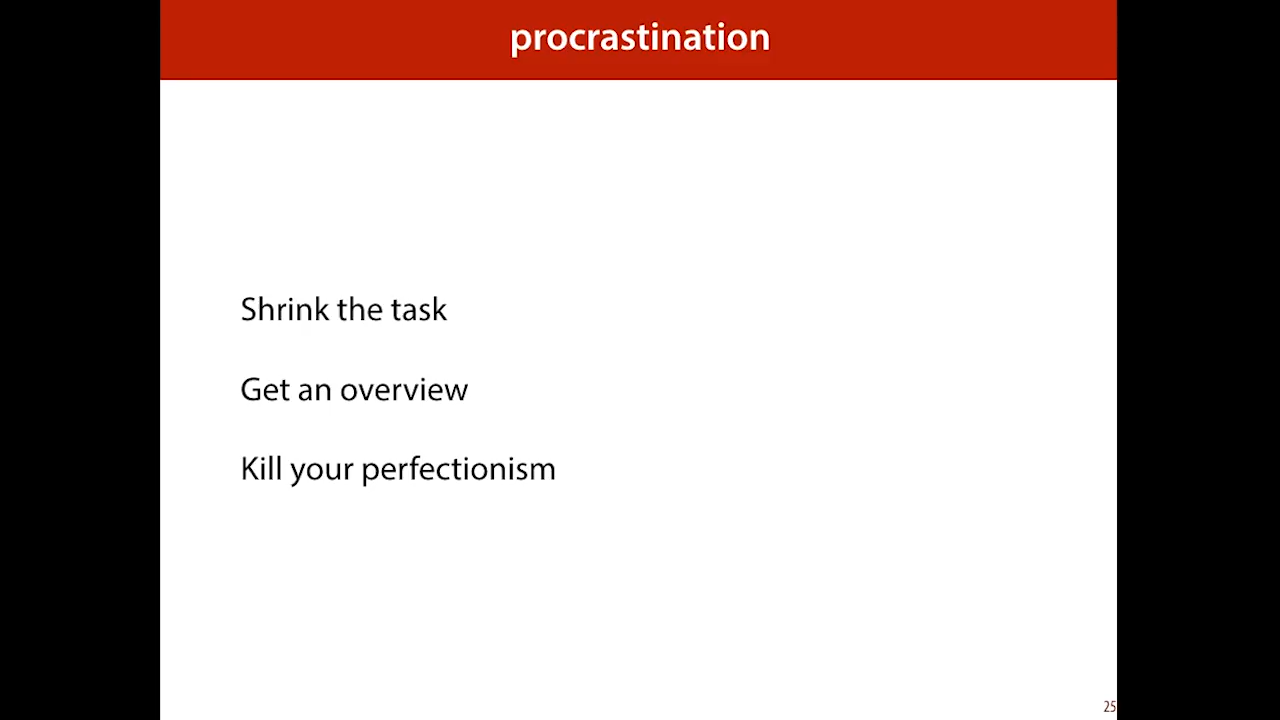 procrastination
Shrink the task
Get an overview
Kill your perfectionism
25